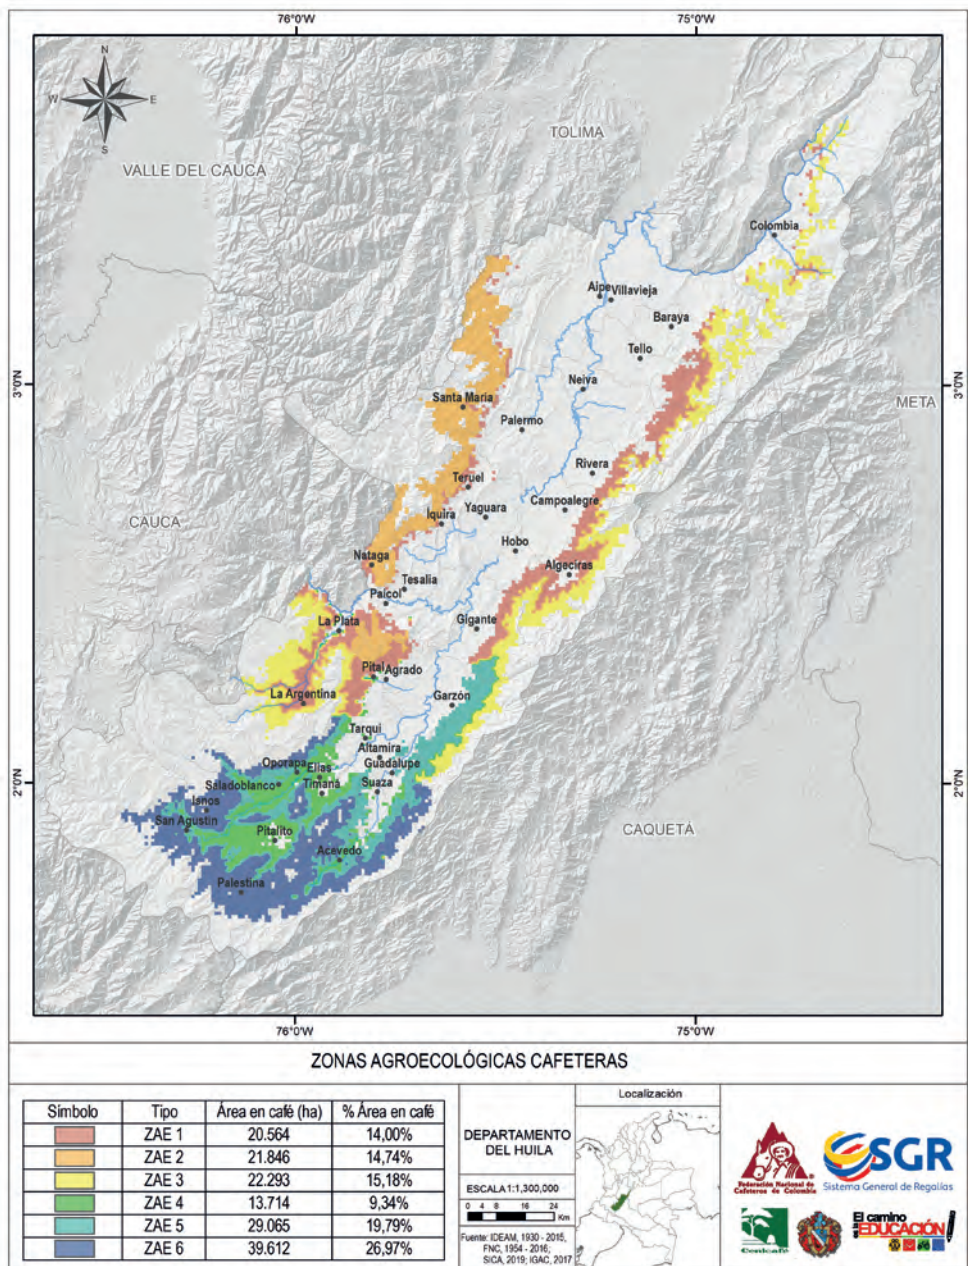 76°0'W 75°0'W
N
W E
S
TOLIMA
VALLE DEL CAUCA
Colombia
Aipe Villavieja
Baraya
Tello
3°0'N Neiva 3°0'N
META
Santa Maria
Palermo
Rivera
Teruel
Campoalegre
Yaguara
CAUCA Iquira
Hobo
Nataga Algeciras
Tesalia
Paicol
La Plata Gigante
Pital Agrado
La Argentina Garzón
Tarqui
Altamira
Oporapa Elias Guadalupe
Saladoblanco Timaná Suaza
2°0'N 2°0'N
Isnos
San Agustin Pitalito CAQUETÁ
Acevedo
Palestina
76°0'W 75°0'W
ZONAS AGROECOLÓGICAS CAFETERAS
Símbolo Tipo Área en café (ha) % Área en café
ZAE 1 20.564 14,00%
ZAE 2 21.846 14,74%
ZAE 3 22.293 15,18%
ZAE 4 13.714 9,34%
ZAE 5 29.065 19,79%
ZAE 6 39.612 26,97%
DEPARTAMENTO
DEL HUILA
ESCALA 1:1,300,000
0 4 8 16 24
Km
Fuente: IDEAM, 1930 - 2015,
FNC, 1954 - 2016;
SICA, 2019; IGAC, 2017
Localización
Federación Nacional de
Cafeteros de Colombia
SGR
Sistema General de Regalías
Cenicafé
El camino
es la
EDUCACIÓN